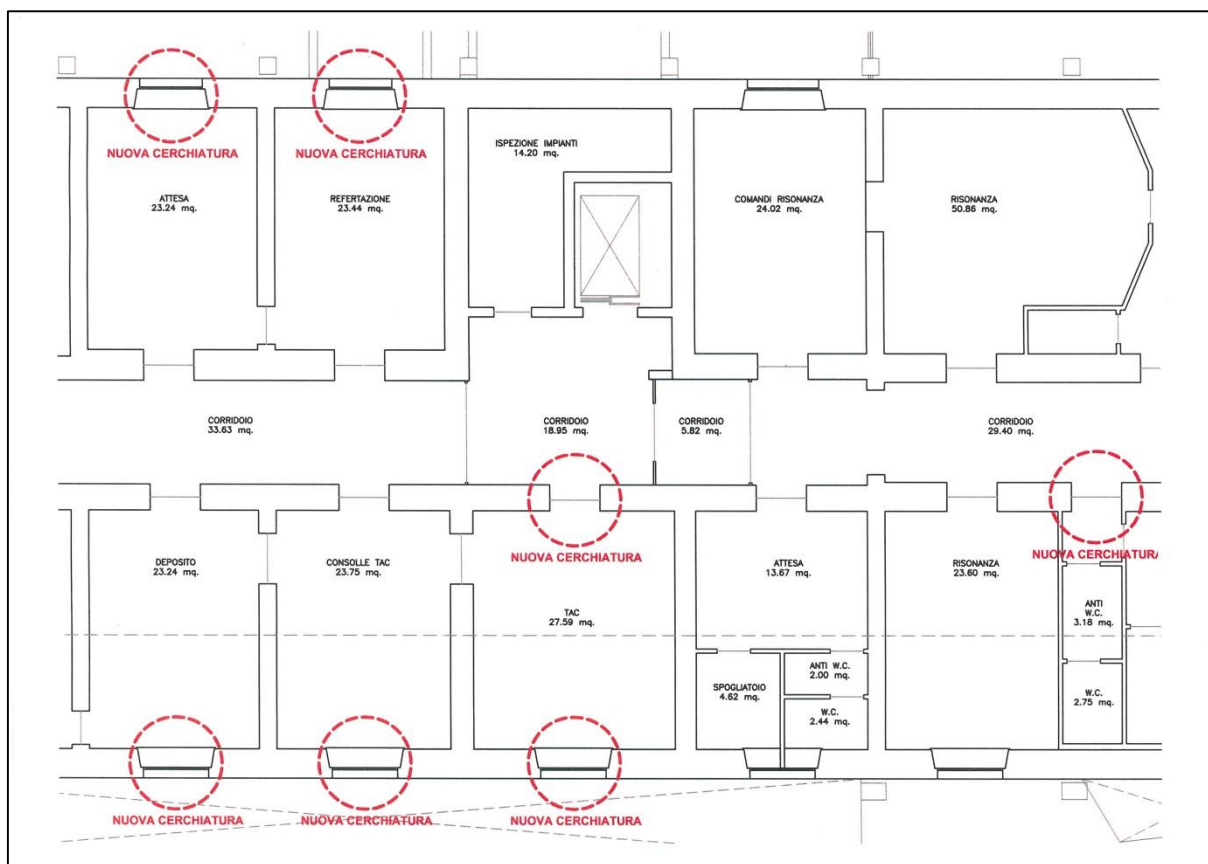 NUOVA CERCHIATURA
NUOVA CERCHIATURA
ISPEZIONE IMPIANTI
14.20 mq.
ATTESA
23.24 mq.
REFERTAZIONE
23.44 mq.
COMANDI RISONANZA
24.02 mq.
RISONANZA
50.86 mq.
CORRIDOIO
33.63 mq.
CORRIDOIO
18.95 mq.
CORRIDOIO
5.82 mq.
CORRIDOIO
29.40 mq.
NUOVA CERCHIATURA
NUOVA CERCHIATURA
DEPOSITO
23.24 mq.
CONSOLLE TAC
23.75 mq.
TAC
27.59 mq.
ATTESA
13.67 mq.
RISONANZA
23.60 mq.
ANTI
W.C.
3.18 mq.
SPOGLIATOIO
4.62 mq.
ANTI W.C.
2.00 mq.
W.C.
2.44 mq.
W.C.
2.75 mq.
NUOVA CERCHIATURA
NUOVA CERCHIATURA
NUOVA CERCHIATURA